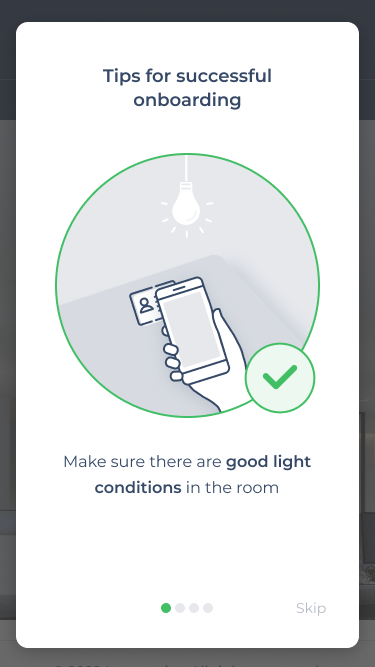 Tips for successful
onboarding
Make sure there are good light
conditions in the room
Skip